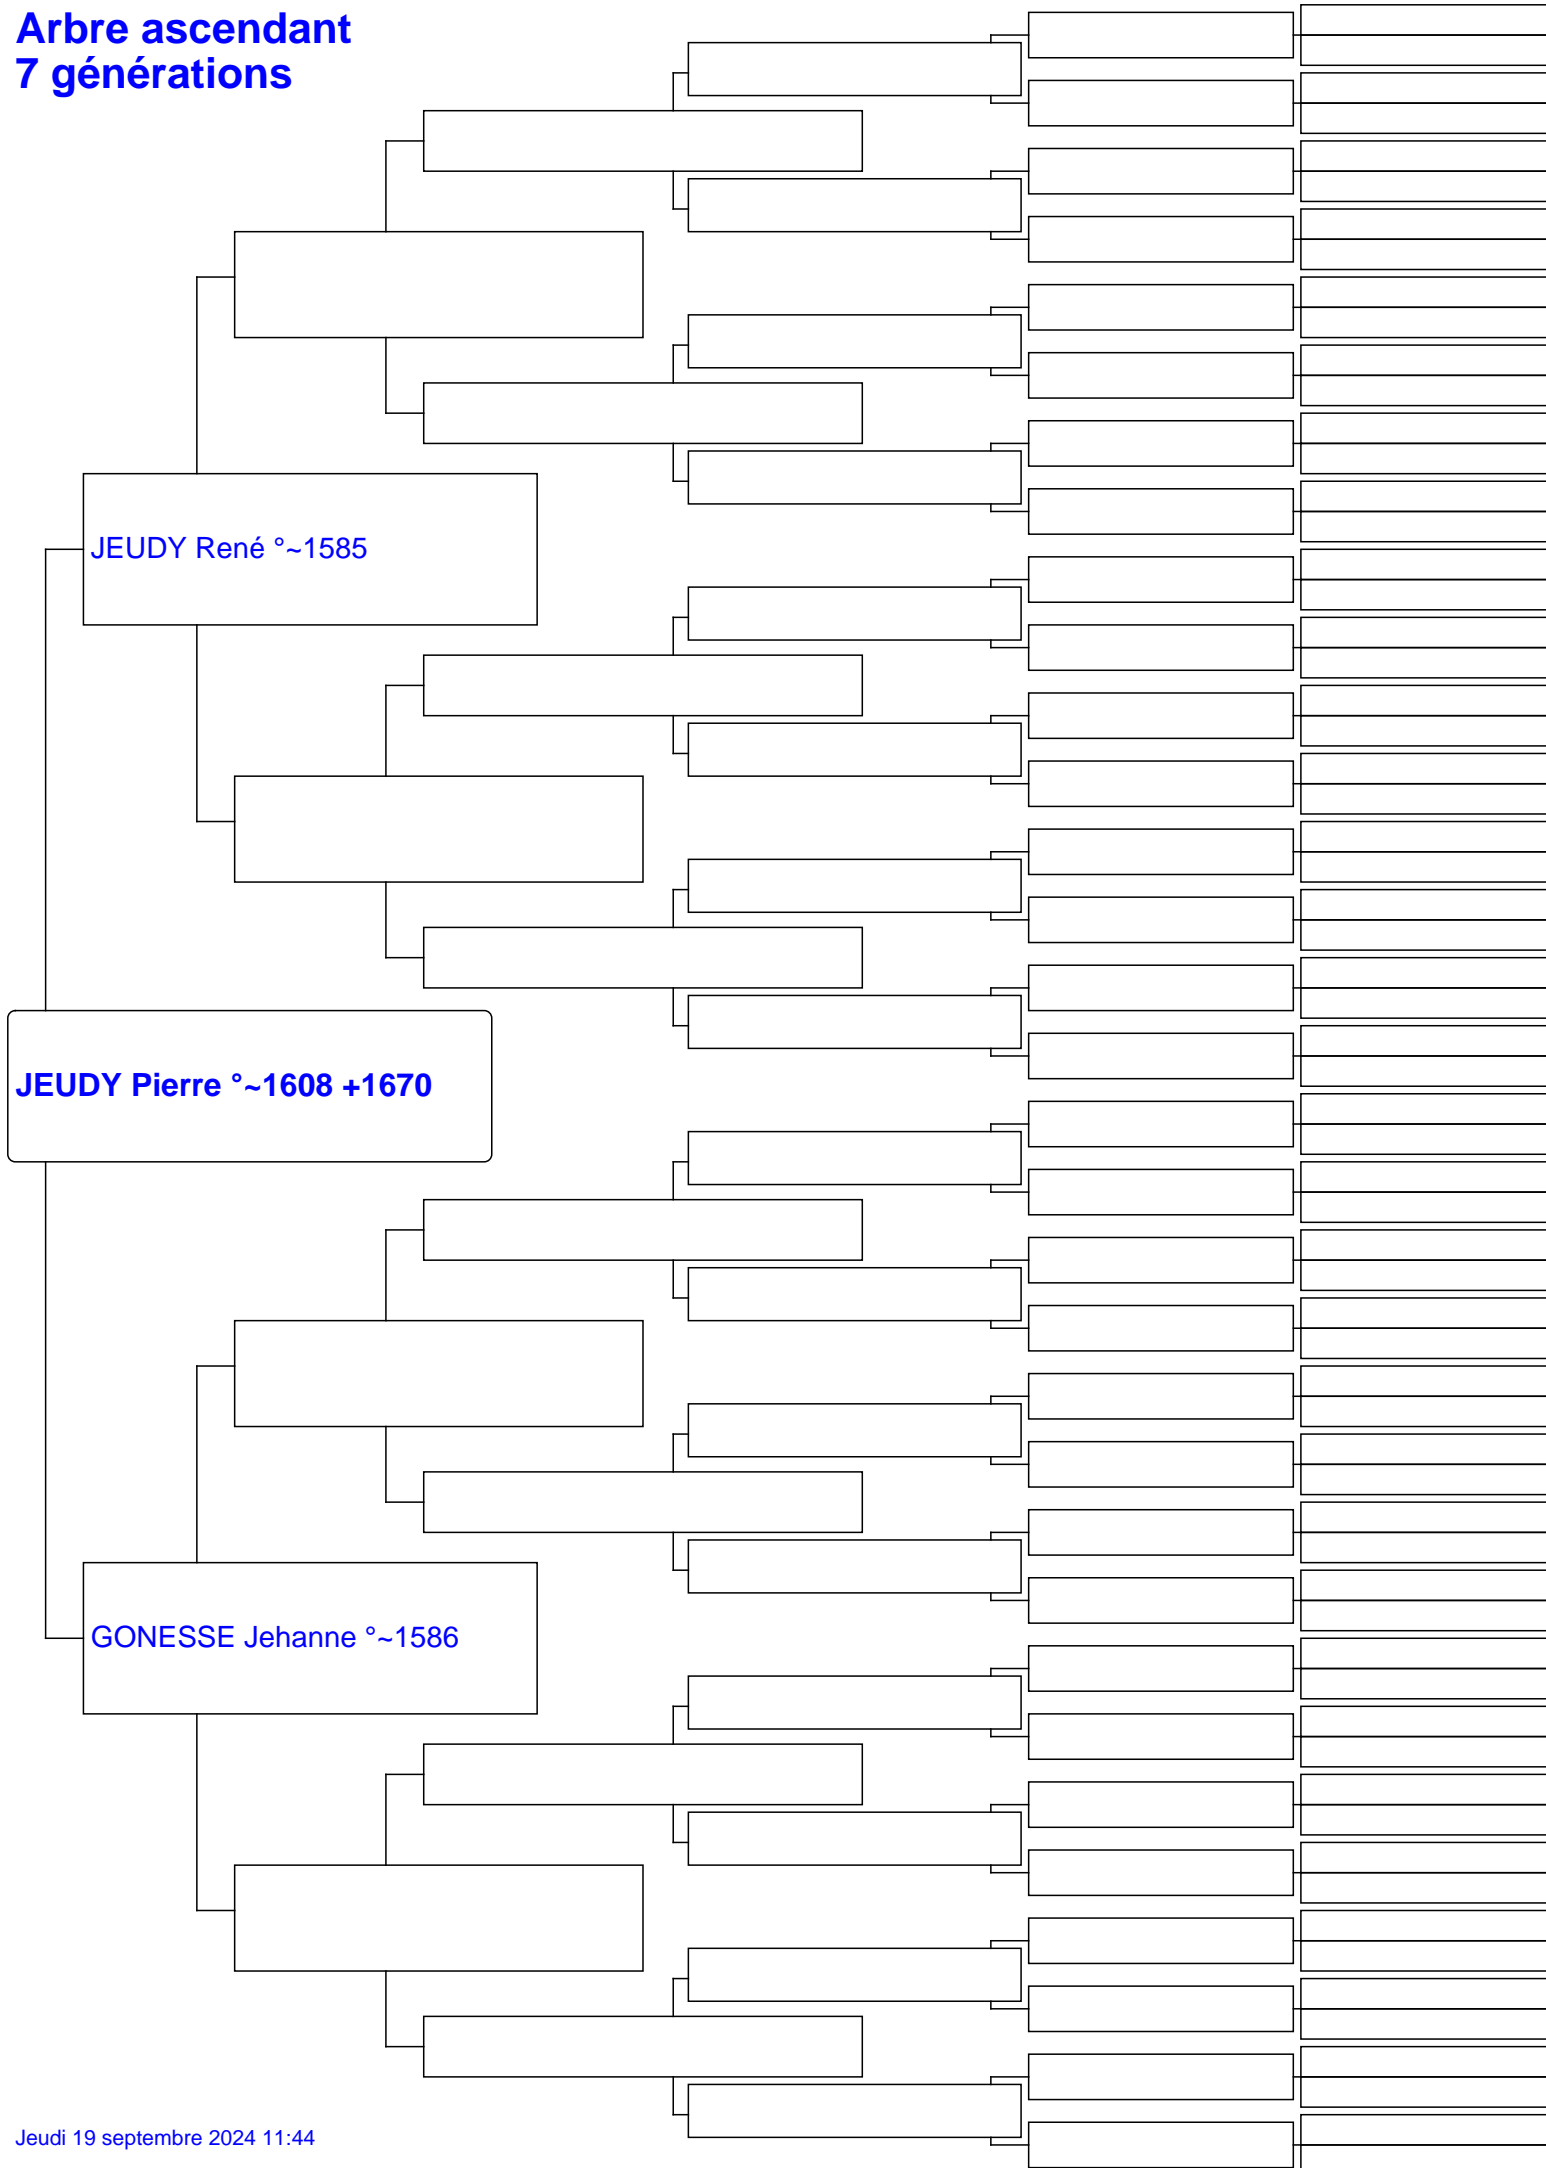 Arbre ascendant
7 générations
JEUDY René °~1585
JEUDY Pierre °~1608 +1670
GONESSE Jehanne °~1586
Jeudi 19 septembre 2024 11:44